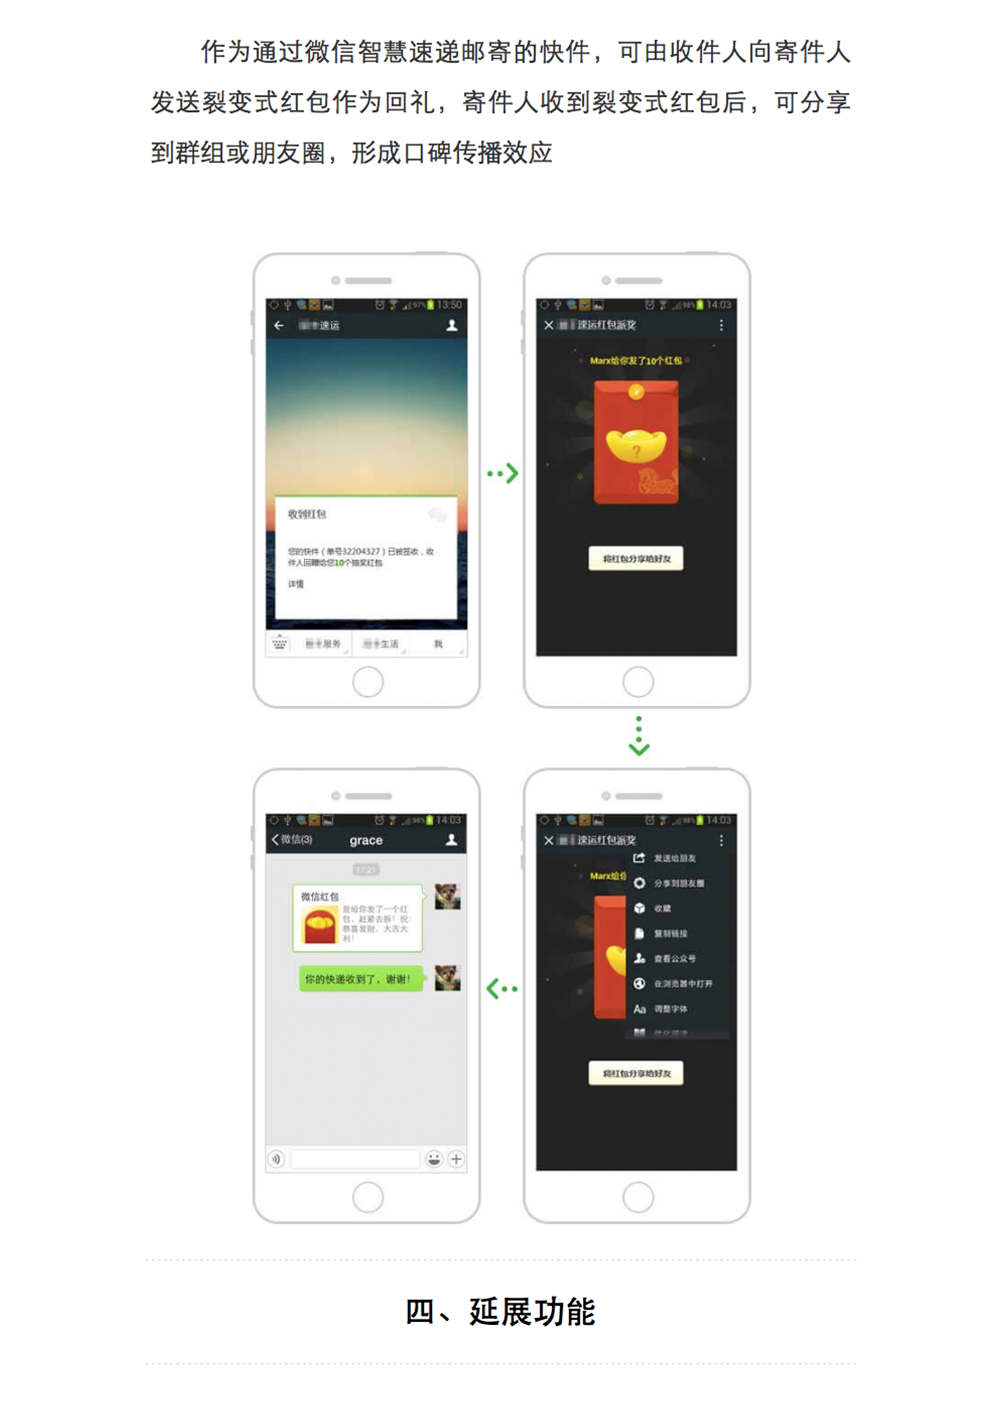 作为通过微信智慧速递邮寄的快件，可由收件人向寄件人
发送裂变式红包作为回礼，寄件人收到裂变式红包后，可分享
到群组或朋友圈，形成口碑传播效应
97% 13:50
速运
收到红包
您的快件（单号32204327）已被签收，收
件人回赠给您10个抽奖红包
详情
服务
生活
我
98% 14:03
速运红包派奖
Marx给你发了10个红包
?
将红包分享给好友
98% 14:03
微信(3)
grace
17:21
微信红包
我给你发了一个红
包，赶紧去拆！祝:
恭喜发财，大吉大
利！
你的快递收到了，谢谢！
98% 14:03
速运红包派奖
Marx给你
发送给朋友
分享到朋友圈
收藏
复制链接
查看公众号
在浏览器中打开
Aa 调整字体
将红包分享给好友
四、延展功能